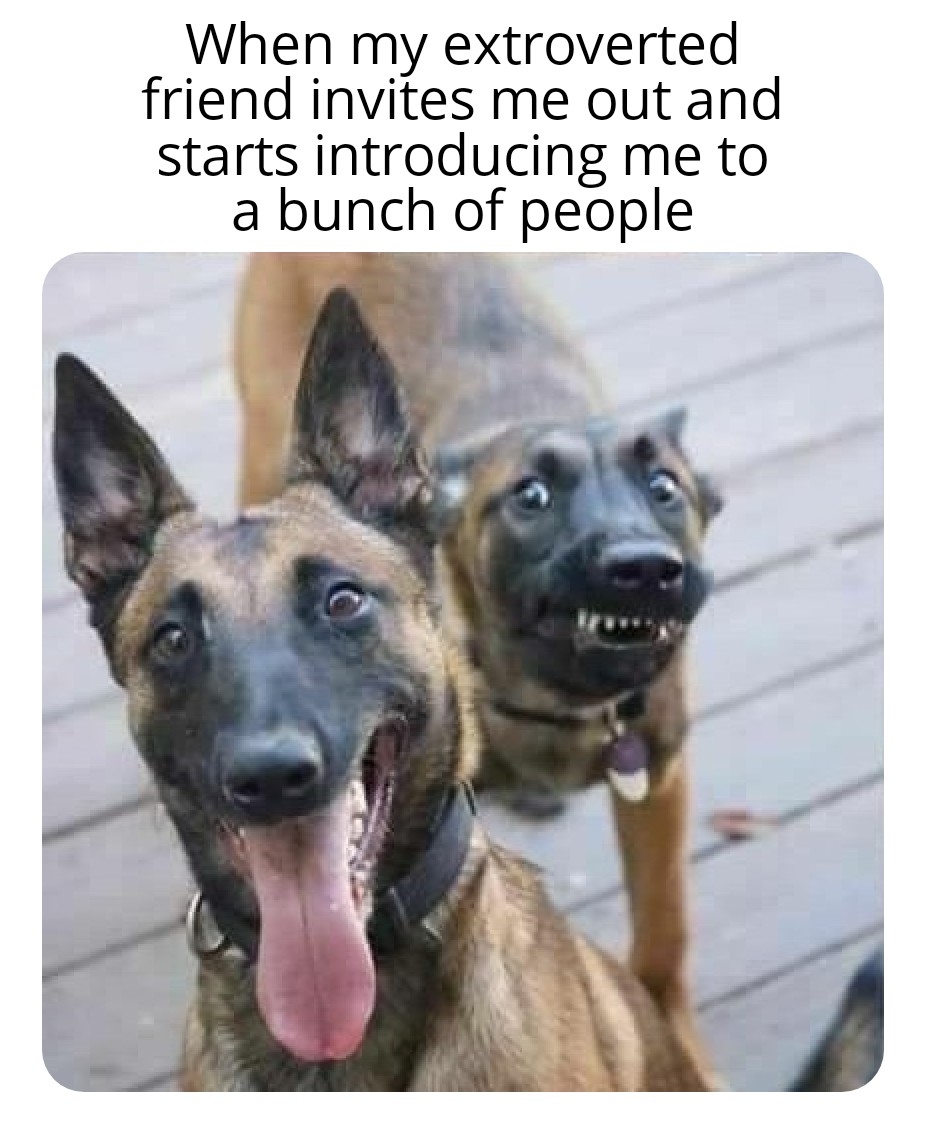 When my extroverted
friend invites me out and
starts introducing me to
a bunch of people